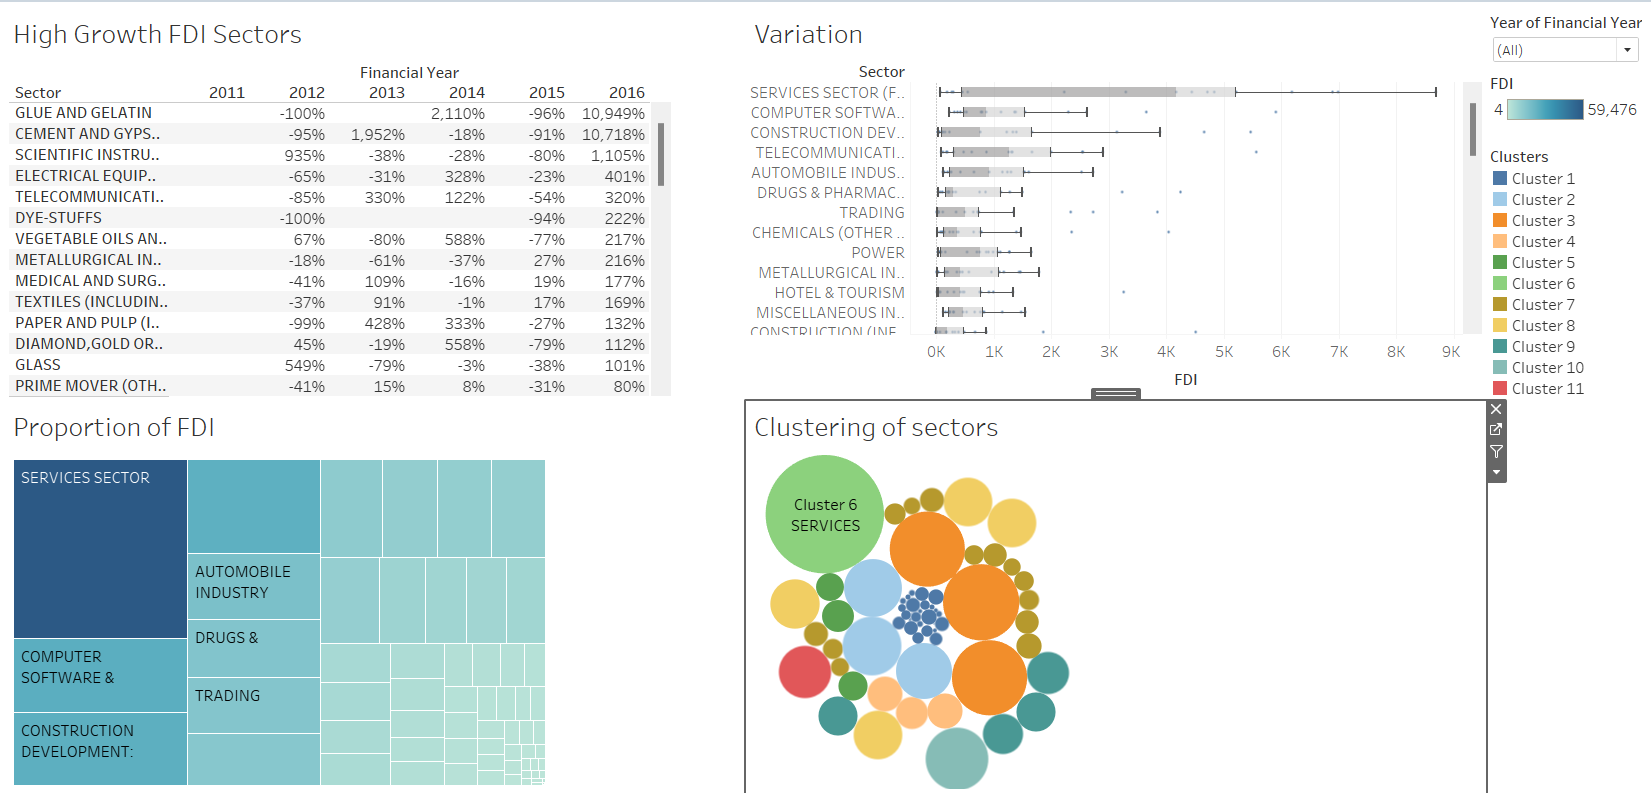 High Growth FDI Sectors
Financial Year
Sector 2011 2012 2013 2014 2015 2016
GLUE AND GELATIN -100% 2,110% -96% 10,949%
CEMENT AND GYPS.. -95% 1,952% -18% -91% 10,718%
SCIENTIFIC INSTRU.. 935% -38% -28% -80% 1,105%
ELECTRICAL EQUIP.. -65% -31% 328% -23% 401%
TELECOMMUNICATI.. -85% 330% 122% -54% 320%
DYE-STUFFS -100% -94% 222%
VEGETABLE OILS AN.. 67% -80% 588% -77% 217%
METALLURGICAL IN.. -18% -61% -37% 27% 216%
MEDICAL AND SURG.. -41% 109% -16% 19% 177%
TEXTILES (INCLUDIN.. -37% 91% -1% 17% 169%
PAPER AND PULP (I.. -99% 428% 333% -27% 132%
DIAMOND,GOLD OR.. 45% -19% 558% -79% 112%
GLASS 549% -79% -3% -38% 101%
PRIME MOVER (OTH.. -41% 15% 8% -31% 80%
Variation
Sector
SERVICES SECTOR (F..
COMPUTER SOFTWA..
CONSTRUCTION DEV..
TELECOMMUNICATI..
AUTOMOBILE INDUS..
DRUGS & PHARMAC..
TRADING
CHEMICALS (OTHER ..
POWER
METALLURGICAL IN..
HOTEL & TOURISM
MISCELLANEOUS IN..
CONSTRUCTION (INF..
0K 1K 2K 3K 4K 5K 6K 7K 8K 9K
FDI
Year of Financial Year
(All)
FDI
4 59,476
Clusters
Cluster 1
Cluster 2
Cluster 3
Cluster 4
Cluster 5
Cluster 6
Cluster 7
Cluster 8
Cluster 9
Cluster 10
Cluster 11
Proportion of FDI
SERVICES SECTOR
COMPUTER
SOFTWARE &
CONSTRUCTION
DEVELOPMENT:
AUTOMOBILE
INDUSTRY
DRUGS &
TRADING
Clustering of sectors
Cluster 6
SERVICES